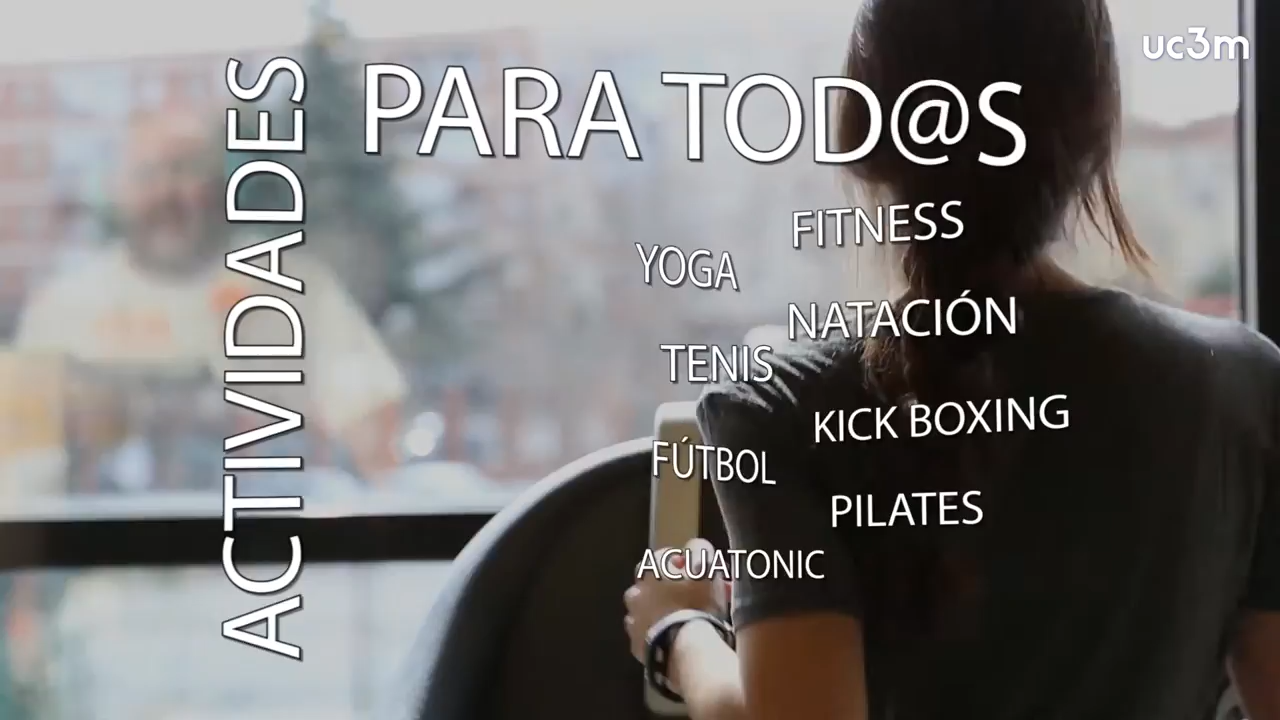 uc3m
ACTIVIDADES
PARA TOD@S
FITNESS
YOGA
NATACIÓN
TENIS
KICK BOXING
FÚTBOL
PILATES
ACUATONIC